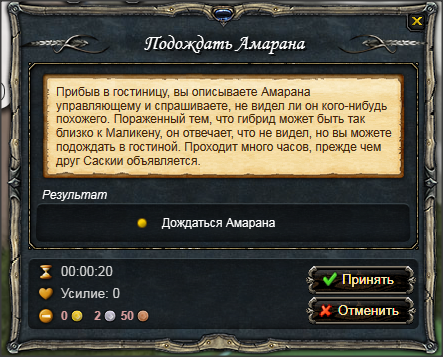 Подождать Амарана
Прибыв в гостиницу, вы описываете Амарана
управляющему и спрашиваете, не видел ли он кого-нибудь
похожего. Пораженный тем, что гибрид может быть так
близко к Маликену, он отвечает, что не видел, но вы можете
подождать в гостиной. Проходит много часов, прежде чем
друг Саскии объявляется.
Результат
Дождаться Амарана
00:00:20
Усилие: 0
0 2 50
Принять
Отменить